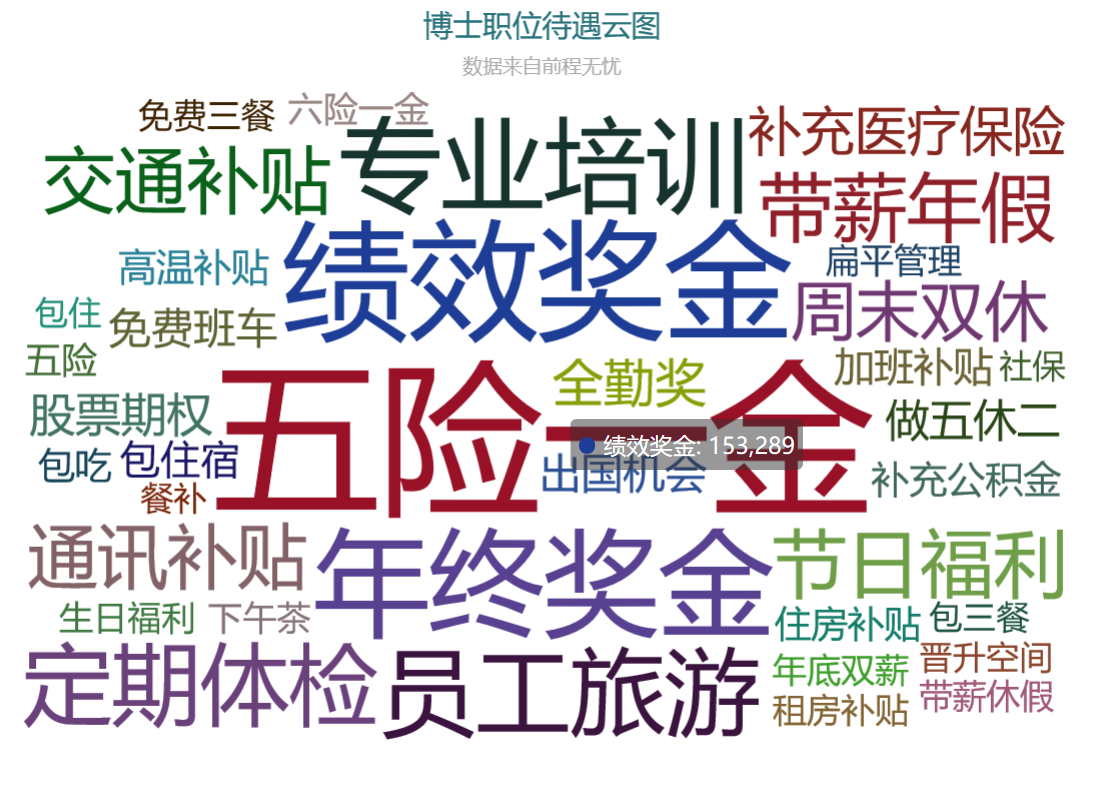 博士职位待遇云图
数据来自前程无忧
免费三餐
六险一金
专业培训
补充医疗保险
交通补贴
带薪年假
绩效奖金
高温补贴
扁平管理
包住
免费班车
周末双休
五险
全勤奖
加班补贴
社保
股票期权
五险一金
做五休二
绩效奖金: 153,289
包吃
包住宿
出国机会
补充公积金
餐补
通讯补贴
年终奖金
节日福利
生日福利
下午茶
住房补贴
包三餐
定期体检
员工旅游
年底双薪
晋升空间
租房补贴
带薪休假